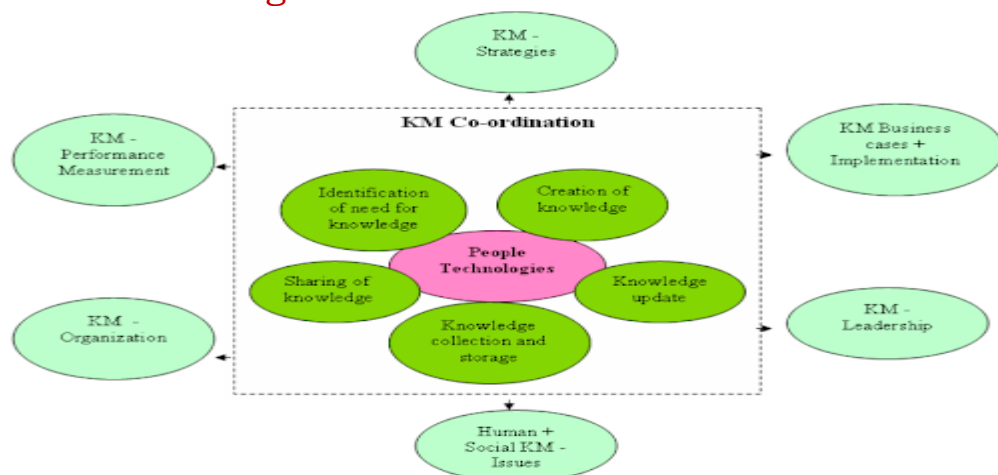 KM -
Strategies
KM Co-ordination
KM -
Performance
Measurement
KM Business
cases +
Implementation
Identification
of need for
knowledge
Creation of
knowledge
People
Technologies
Sharing of
knowledge
Knowledge
update
Knowledge
collection and
storage
KM -
Organization
KM -
Leadership
Human +
Social KM -
Issues